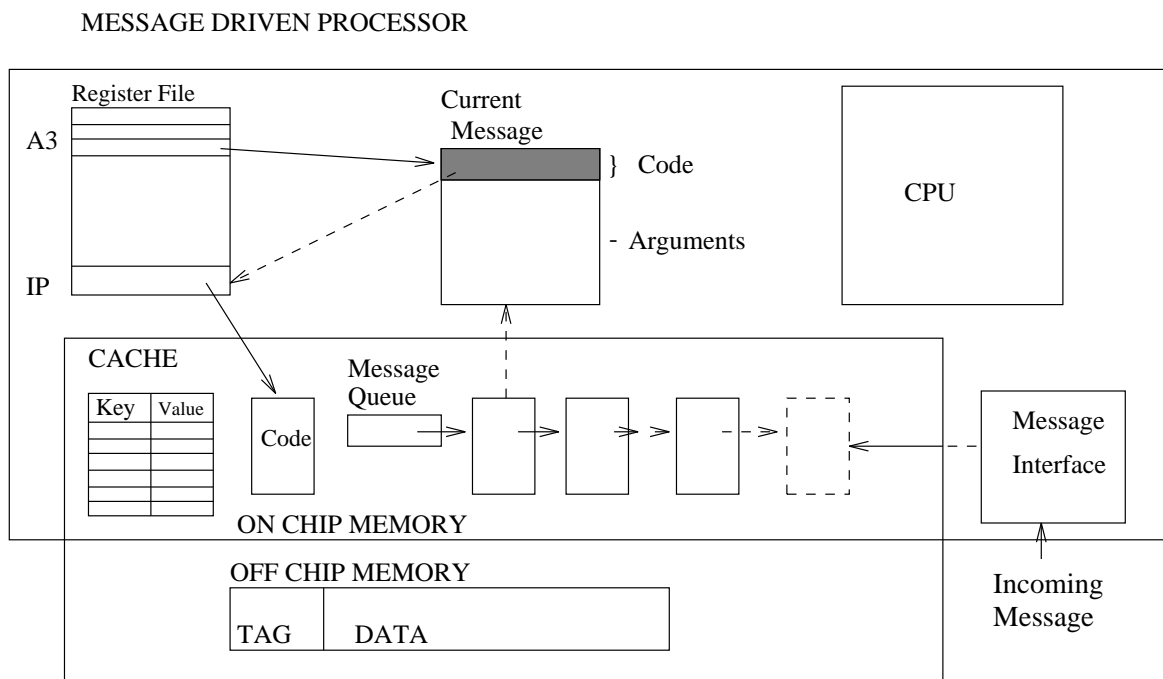 MESSAGE DRIVEN PROCESSOR
Register File
A3
IP
Current
Message
} Code
- Arguments
CPU
CACHE
Key Value
Code
Message
Queue
Message
Interface
ON CHIP MEMORY
OFF CHIP MEMORY
TAG DATA
Incoming
Message